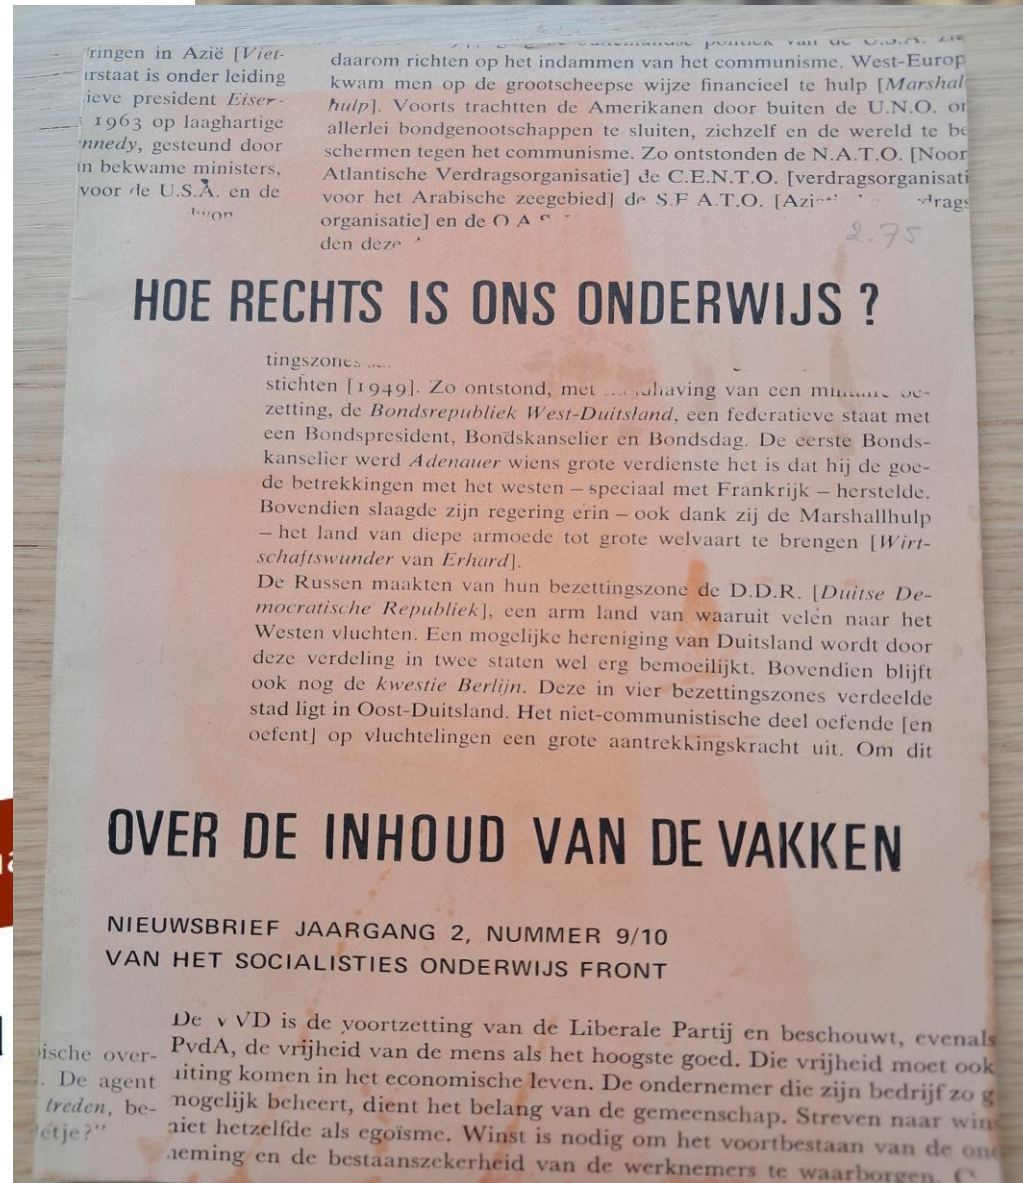 'ringen in Azië [Viet-
rstaat is onder leiding
ieve president Eiser-
1963 op laaghartige
nnedy, gesteund door
n bekwame ministers,
voor de U.S.A. en de
politiek van de U.S.A.
daarom richten op het indammen van het communisme. West-Europ
kwam men op de grootscheepse wijze financieel te hulp [Marshal
hulp]. Voorts trachtten de Amerikanen door buiten de U.N.O. o
allerlei bondgenootschappen te sluiten, zichzelf en de wereld te be
schermen tegen het communisme. Zo ontstonden de N.A.T.O. [Noor
Atlantische Verdragsorganisatie] de C.E.N.T.O. [verdragsorganisati
voor het Arabische zeegebied] de S.F A.T.O. drags
organisatie] en de O A
den deze
2.75
HOE RECHTS IS ONS ONDERWIJS ?
tingszones
stichten [1949]. Zo ontstond, met having van een
zetting, de Bondsrepubliek West-Duitsland, een federatieve staat met
een Bondspresident, Bondskanselier en Bondsdag. De eerste Bonds-
kanselier werd Adenauer wiens grote verdienste het is dat hij de goe-
de betrekkingen met het westen – speciaal met Frankrijk – herstelde.
Bovendien slaagde zijn regering erin – ook dank zij de Marshallhulp
– het land van diepe armoede tot grote welvaart te brengen [Wirt-
schaftswunder van Erhard].
De Russen maakten van hun bezettingszone de D.D.R. [Duitse De-
mocratische Republiek], een arm land van waaruit velen naar het
Westen vluchten. Een mogelijke hereniging van Duitsland wordt door
deze verdeling in twee staten wel erg bemoeilijkt. Bovendien blijft
ook nog de kwestie Berlijn. Deze in vier bezettingszones verdeelde
stad ligt in Oost-Duitsland. Het niet-communistische deel oefende [en
oefent] op vluchtelingen een grote aantrekkingskracht uit. Om dit
OVER DE INHOUD VAN DE VAKKEN
NIEUWSBRIEF JAARGANG 2, NUMMER 9/10
VAN HET SOCIALISTIES ONDERWIJS FRONT
ische over-
. De agent
treden, be-
étje?"
De VVD is de voortzetting van de Liberale Partij en beschouwt, evenals
PvdA, de vrijheid van de mens als het hoogste goed. Die vrijheid moet ook
uiting komen in het economische leven. De ondernemer die zijn bedrijf zo g
mogelijk beheert, dient het belang van de gemeenschap. Streven naar win
niet hetzelfde als egoïsme. Winst is nodig om het voortbestaan van de on
neming en de bestaanszekerheid van de werknemers te waarborgen.